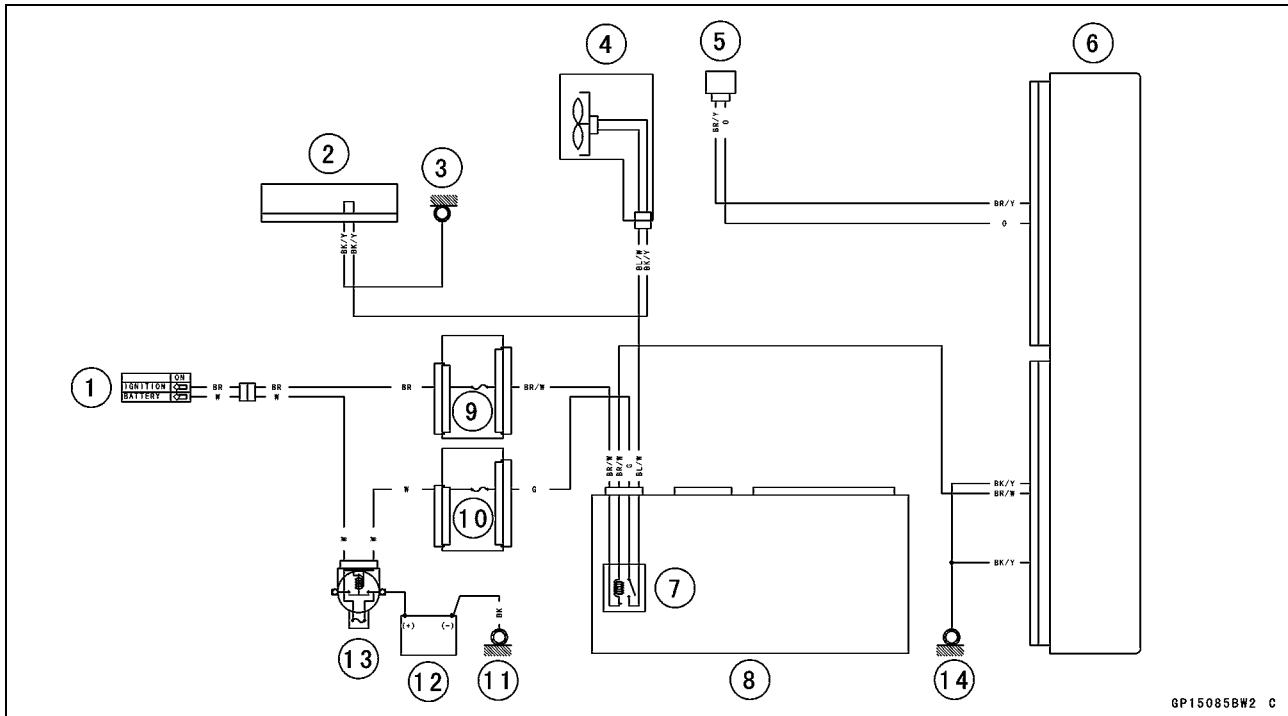 4
5
6
2
3
BR/Y
O
BR/Y
O
BK/Y
BK/Y
BL/W
BK/Y
1
ON
IGNITION
BATTERY
BR
W
BR
W
BR
9
BR/W
W
10
G
BR/W
BR/W
G
BL/W
BK/Y
BR/W
BK/Y
W
W
7
(+)
(-)
BK
13
12
11
8
14
GP15085BW2 C